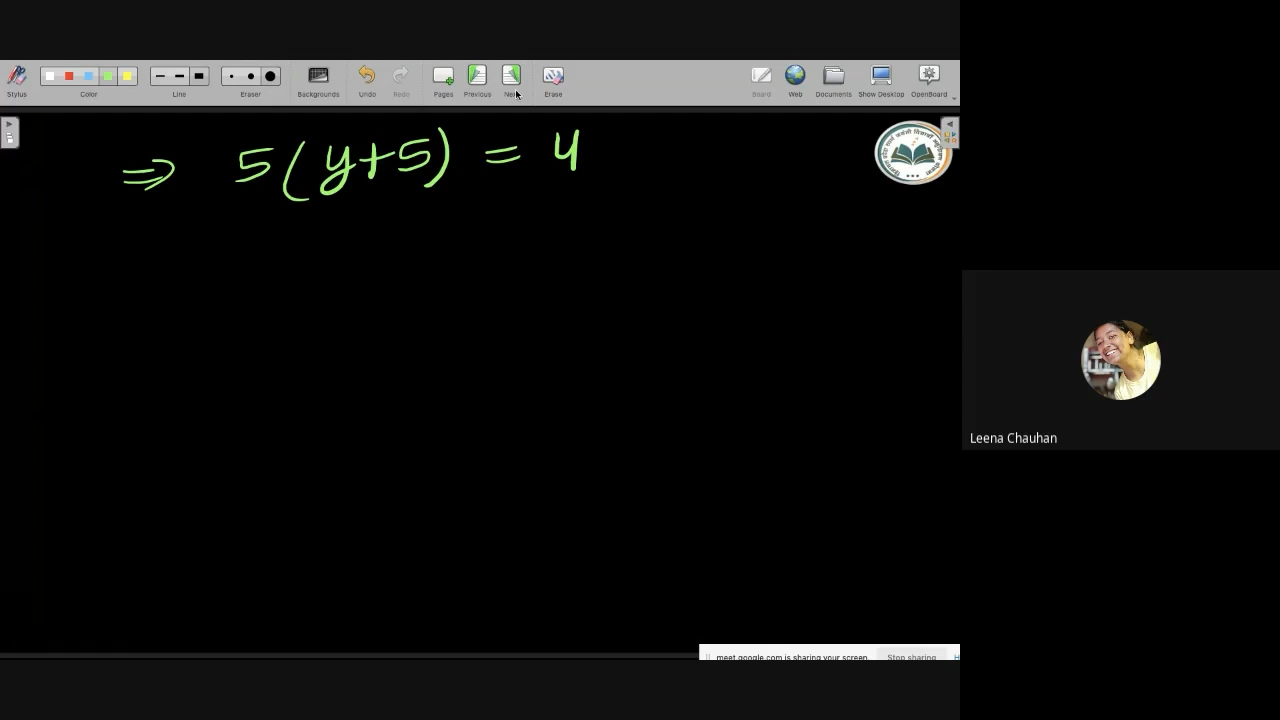 Stylus Color Line Eraser Backgrounds Undo Redo Pages Previous Next Erase Board Web Documents Show Desktop OpenBoard
⇒ 5(y+5) = 4
Leena Chauhan
meet.google.com is sharing your screen. Stop sharing H